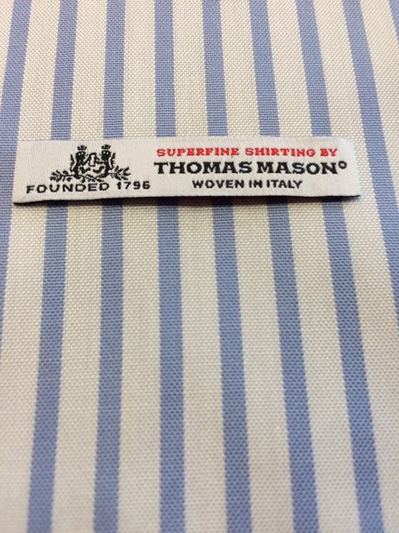 SUPERFINE SHIRTING BY
THOMAS MASON°
WOVEN IN ITALY
FOUNDED 1796